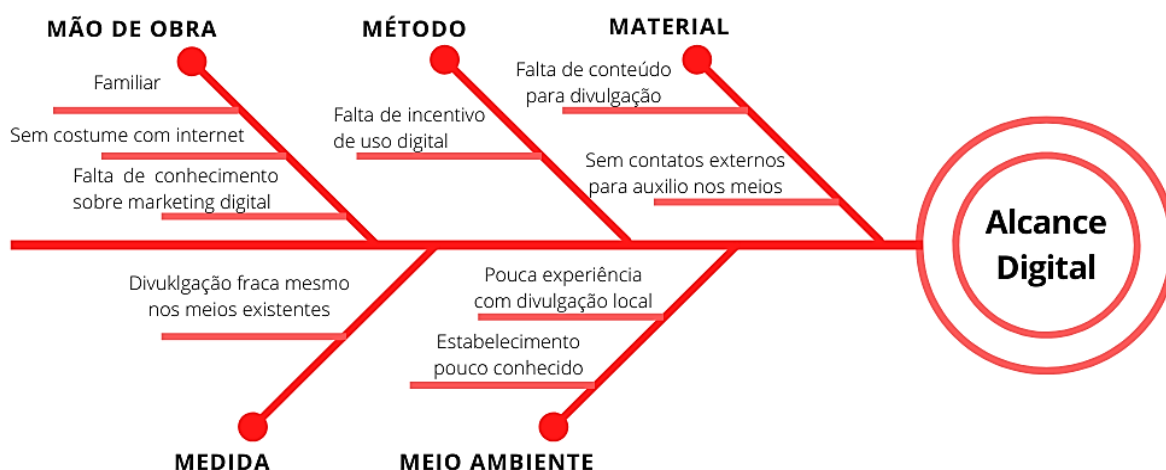 MÃO DE OBRA
Familiar
Sem costume com internet
Falta de conhecimento
sobre marketing digital
MÉTODO
Falta de incentivo
de uso digital
MATERIAL
Falta de conteúdo
para divulgação
Sem contatos externos
para auxilio nos meios
Alcance
Digital
Divuklgação fraca mesmo
nos meios existentes
MEDIDA
Pouca experiência
com divulgação local
Estabelecimento
pouco conhecido
MEIO AMBIENTE